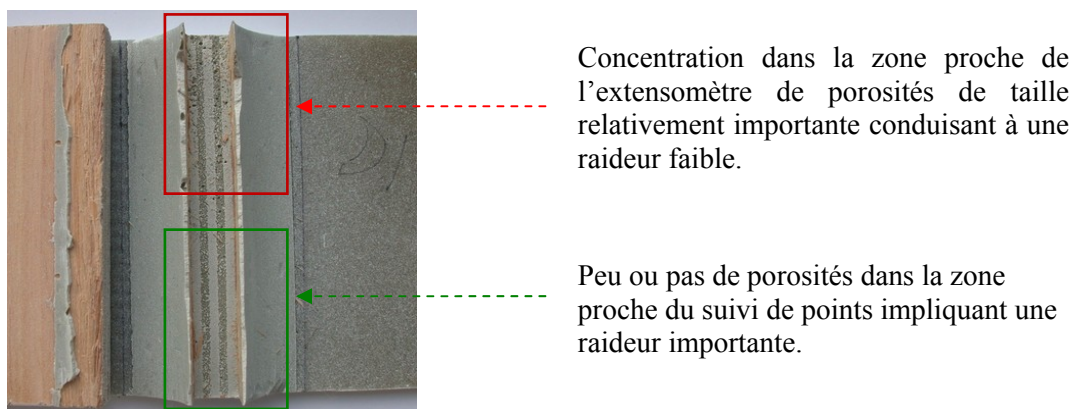 Concentration dans la zone proche de
l’extensomètre de porosités de taille
relativement importante conduisant à une
raideur faible.
Peu ou pas de porosités dans la zone
proche du suivi de points impliquant une
raideur importante.